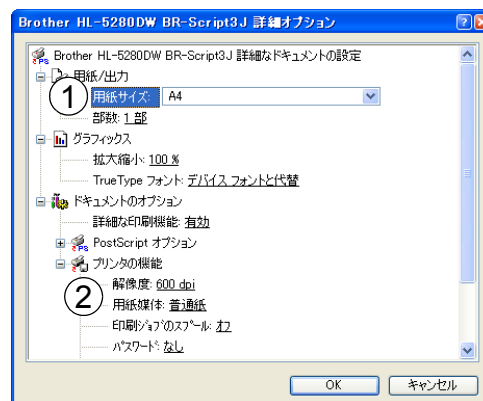 Brother HL-5280DW BR-Script3J 詳細オプション
Brother HL-5280DW BR-Script3J 詳細なドキュメントの設定
用紙/出力
1
用紙サイズ: A4
部数: 1 部
グラフィックス
拡大縮小: 100 %
TrueType フォント: デバイス フォントと代替
ドキュメントのオプション
詳細な印刷機能: 有効
PostScript オプション
プリンタの機能
解像度: 600 dpi
2
用紙媒体: 普通紙
印刷ジョブのスプール: オフ
パスワード: なし
OK キャンセル